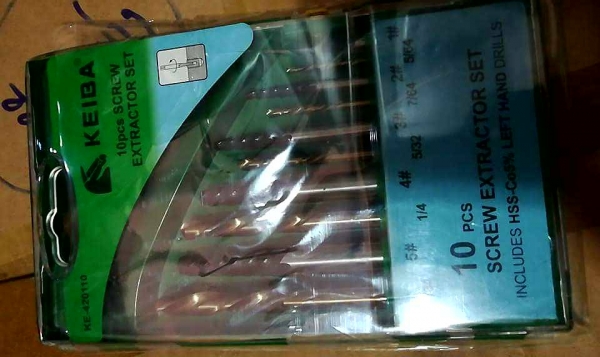 KEIBA
10pcs SCREW
EXTRACTOR SET
KE-420110
1# 2# 3# 4# 5#
5/64 7/64 5/32 1/4
10 PCS
SCREW EXTRACTOR SET
INCLUDES HSS-Co5% LEFT HAND DRILLS